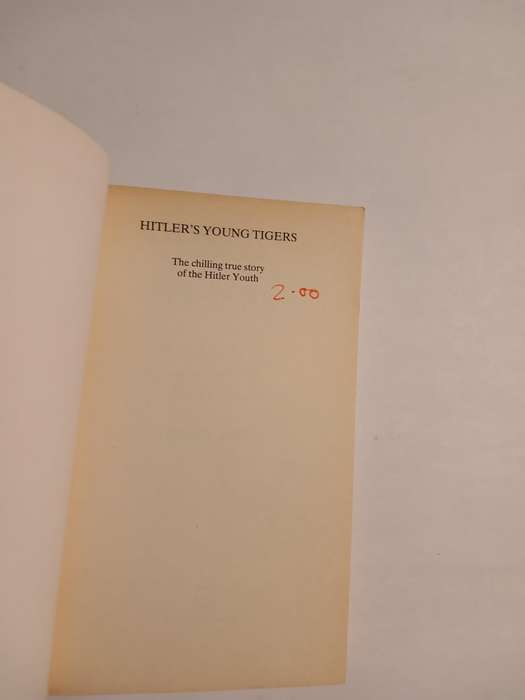 HITLER'S YOUNG TIGERS
The chilling true story
of the Hitler Youth
2.00